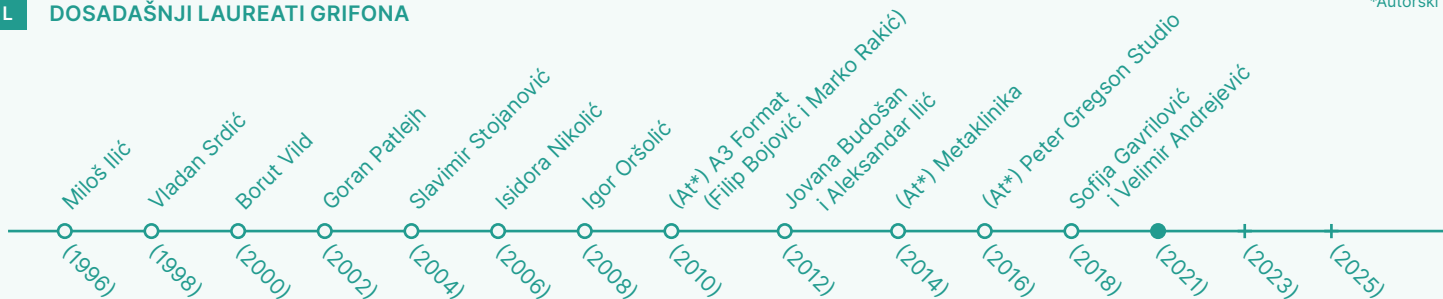 L DOSADAŠNJI LAUREATI GRIFONA
*Autorski
Miloš Ilić
Vladan Srdić
Borut Vild
Goran Patlejh
Slavimir Stojanović
Isidora Nikolić
Igor Oršolić
(At*) A3 Format
(Filip Bojović i Marko Rakić)
Jovana Budošan
i Aleksandar Ilić
(At*) Metaklinika
(At*) Peter Gregson Studio
Sofija Gavrilović
i Velimir Andrejević
(1996)
(1998)
(2000)
(2002)
(2004)
(2006)
(2008)
(2010)
(2012)
(2014)
(2016)
(2018)
(2021)
(2023)
(2025)